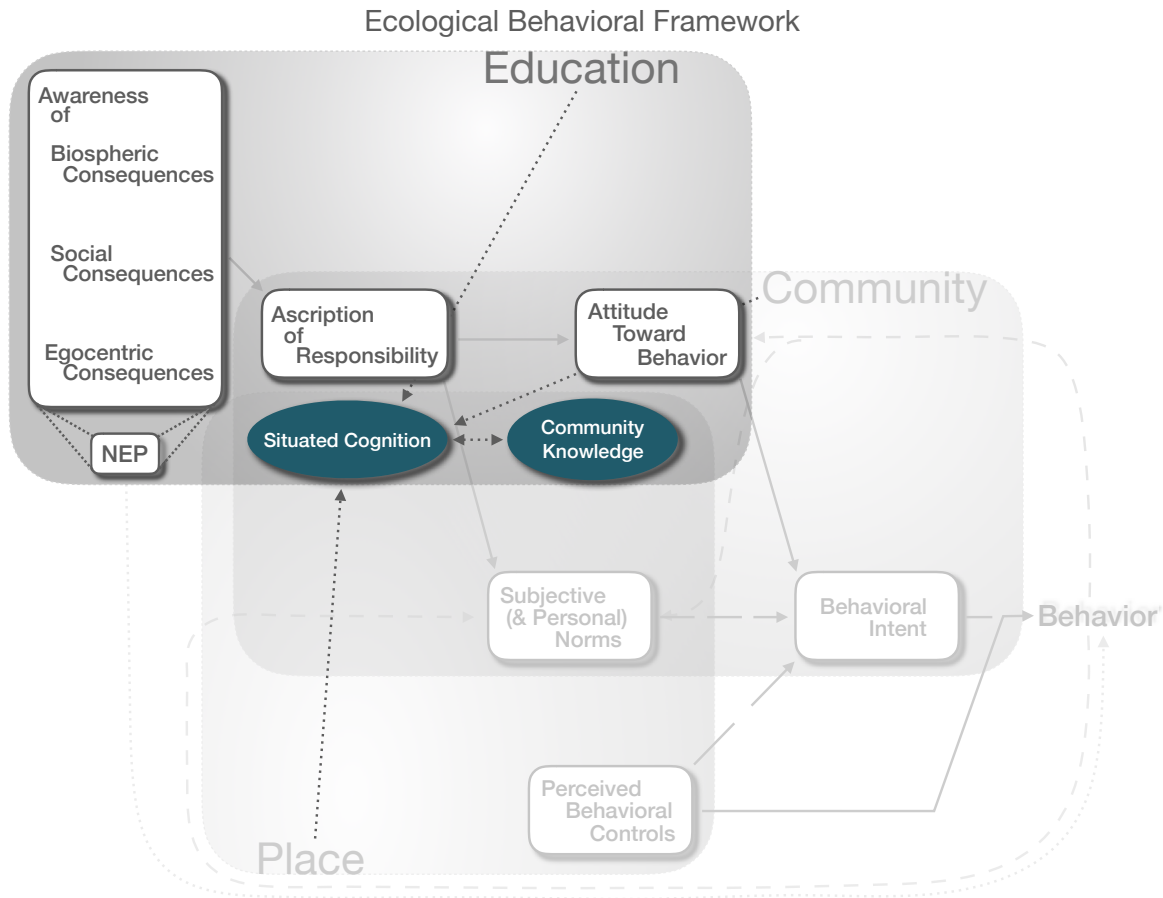 Ecological Behavioral Framework
Education
Awareness
of
Biospheric
Consequences
Social
Consequences
Egocentric
Consequences
NEP
Community
Ascription
of
Responsibility
Attitude
Toward
Behavior
Situated Cognition
Community
Knowledge
Subjective
(& Personal)
Norms
Behavioral
Intent
Behavior
Perceived
Behavioral
Controls
Place